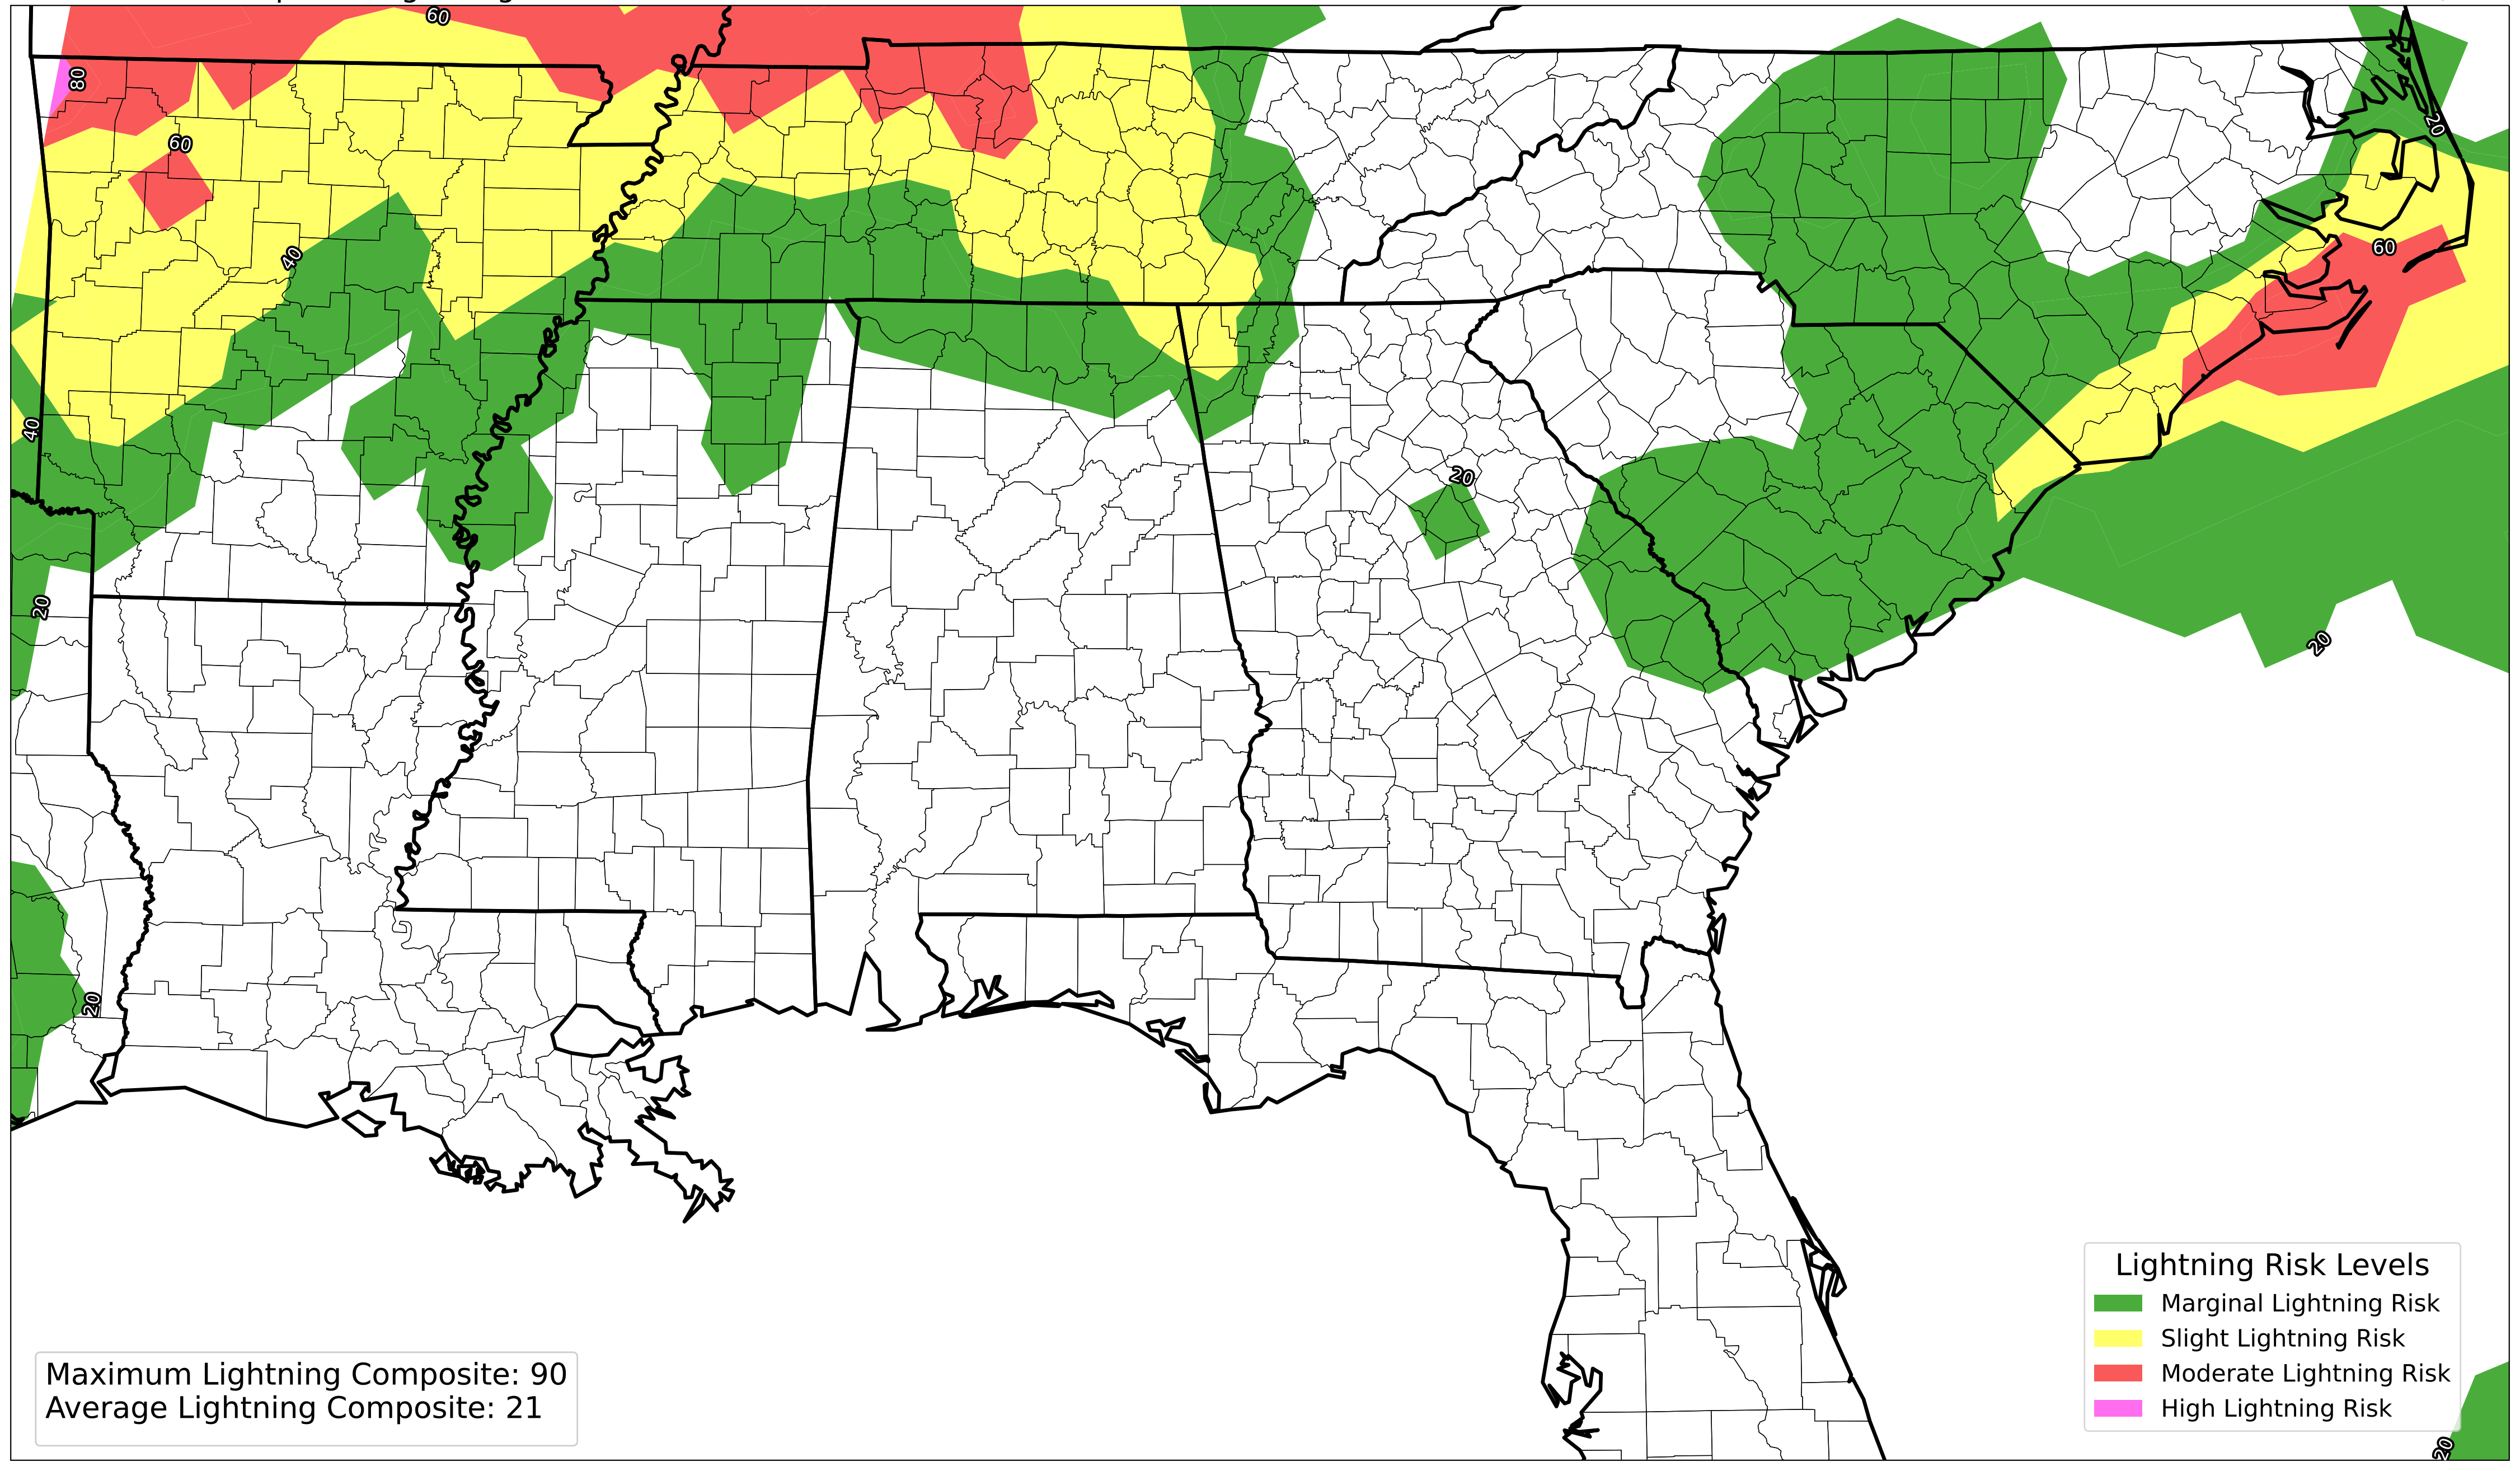 60
80
60
40
40
20
20
20
20
60
20
20
20
Lightning Risk Levels
Marginal Lightning Risk
Slight Lightning Risk
Moderate Lightning Risk
High Lightning Risk
Maximum Lightning Composite: 90
Average Lightning Composite: 21